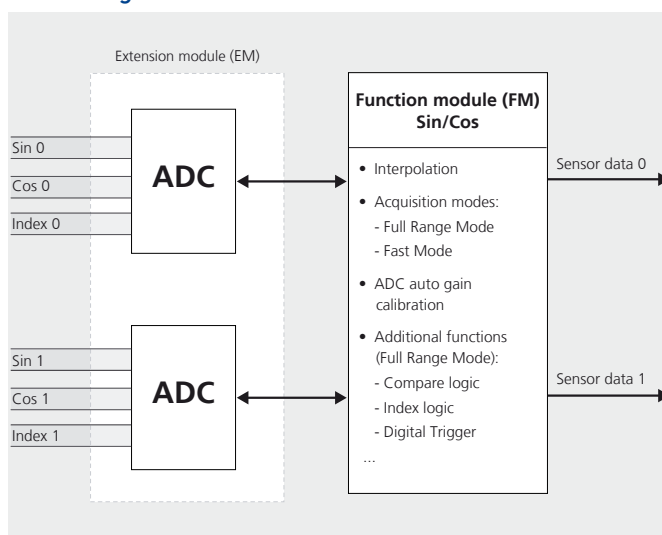 Extension module (EM)
Sin 0
Cos 0
Index 0
ADC
Sin 1
Cos 1
Index 1
ADC
Function module (FM)
Sin/Cos
• Interpolation
• Acquisition modes:
- Full Range Mode
- Fast Mode
• ADC auto gain
calibration
• Additional functions
(Full Range Mode):
- Compare logic
- Index logic
- Digital Trigger
...
Sensor data 0
Sensor data 1